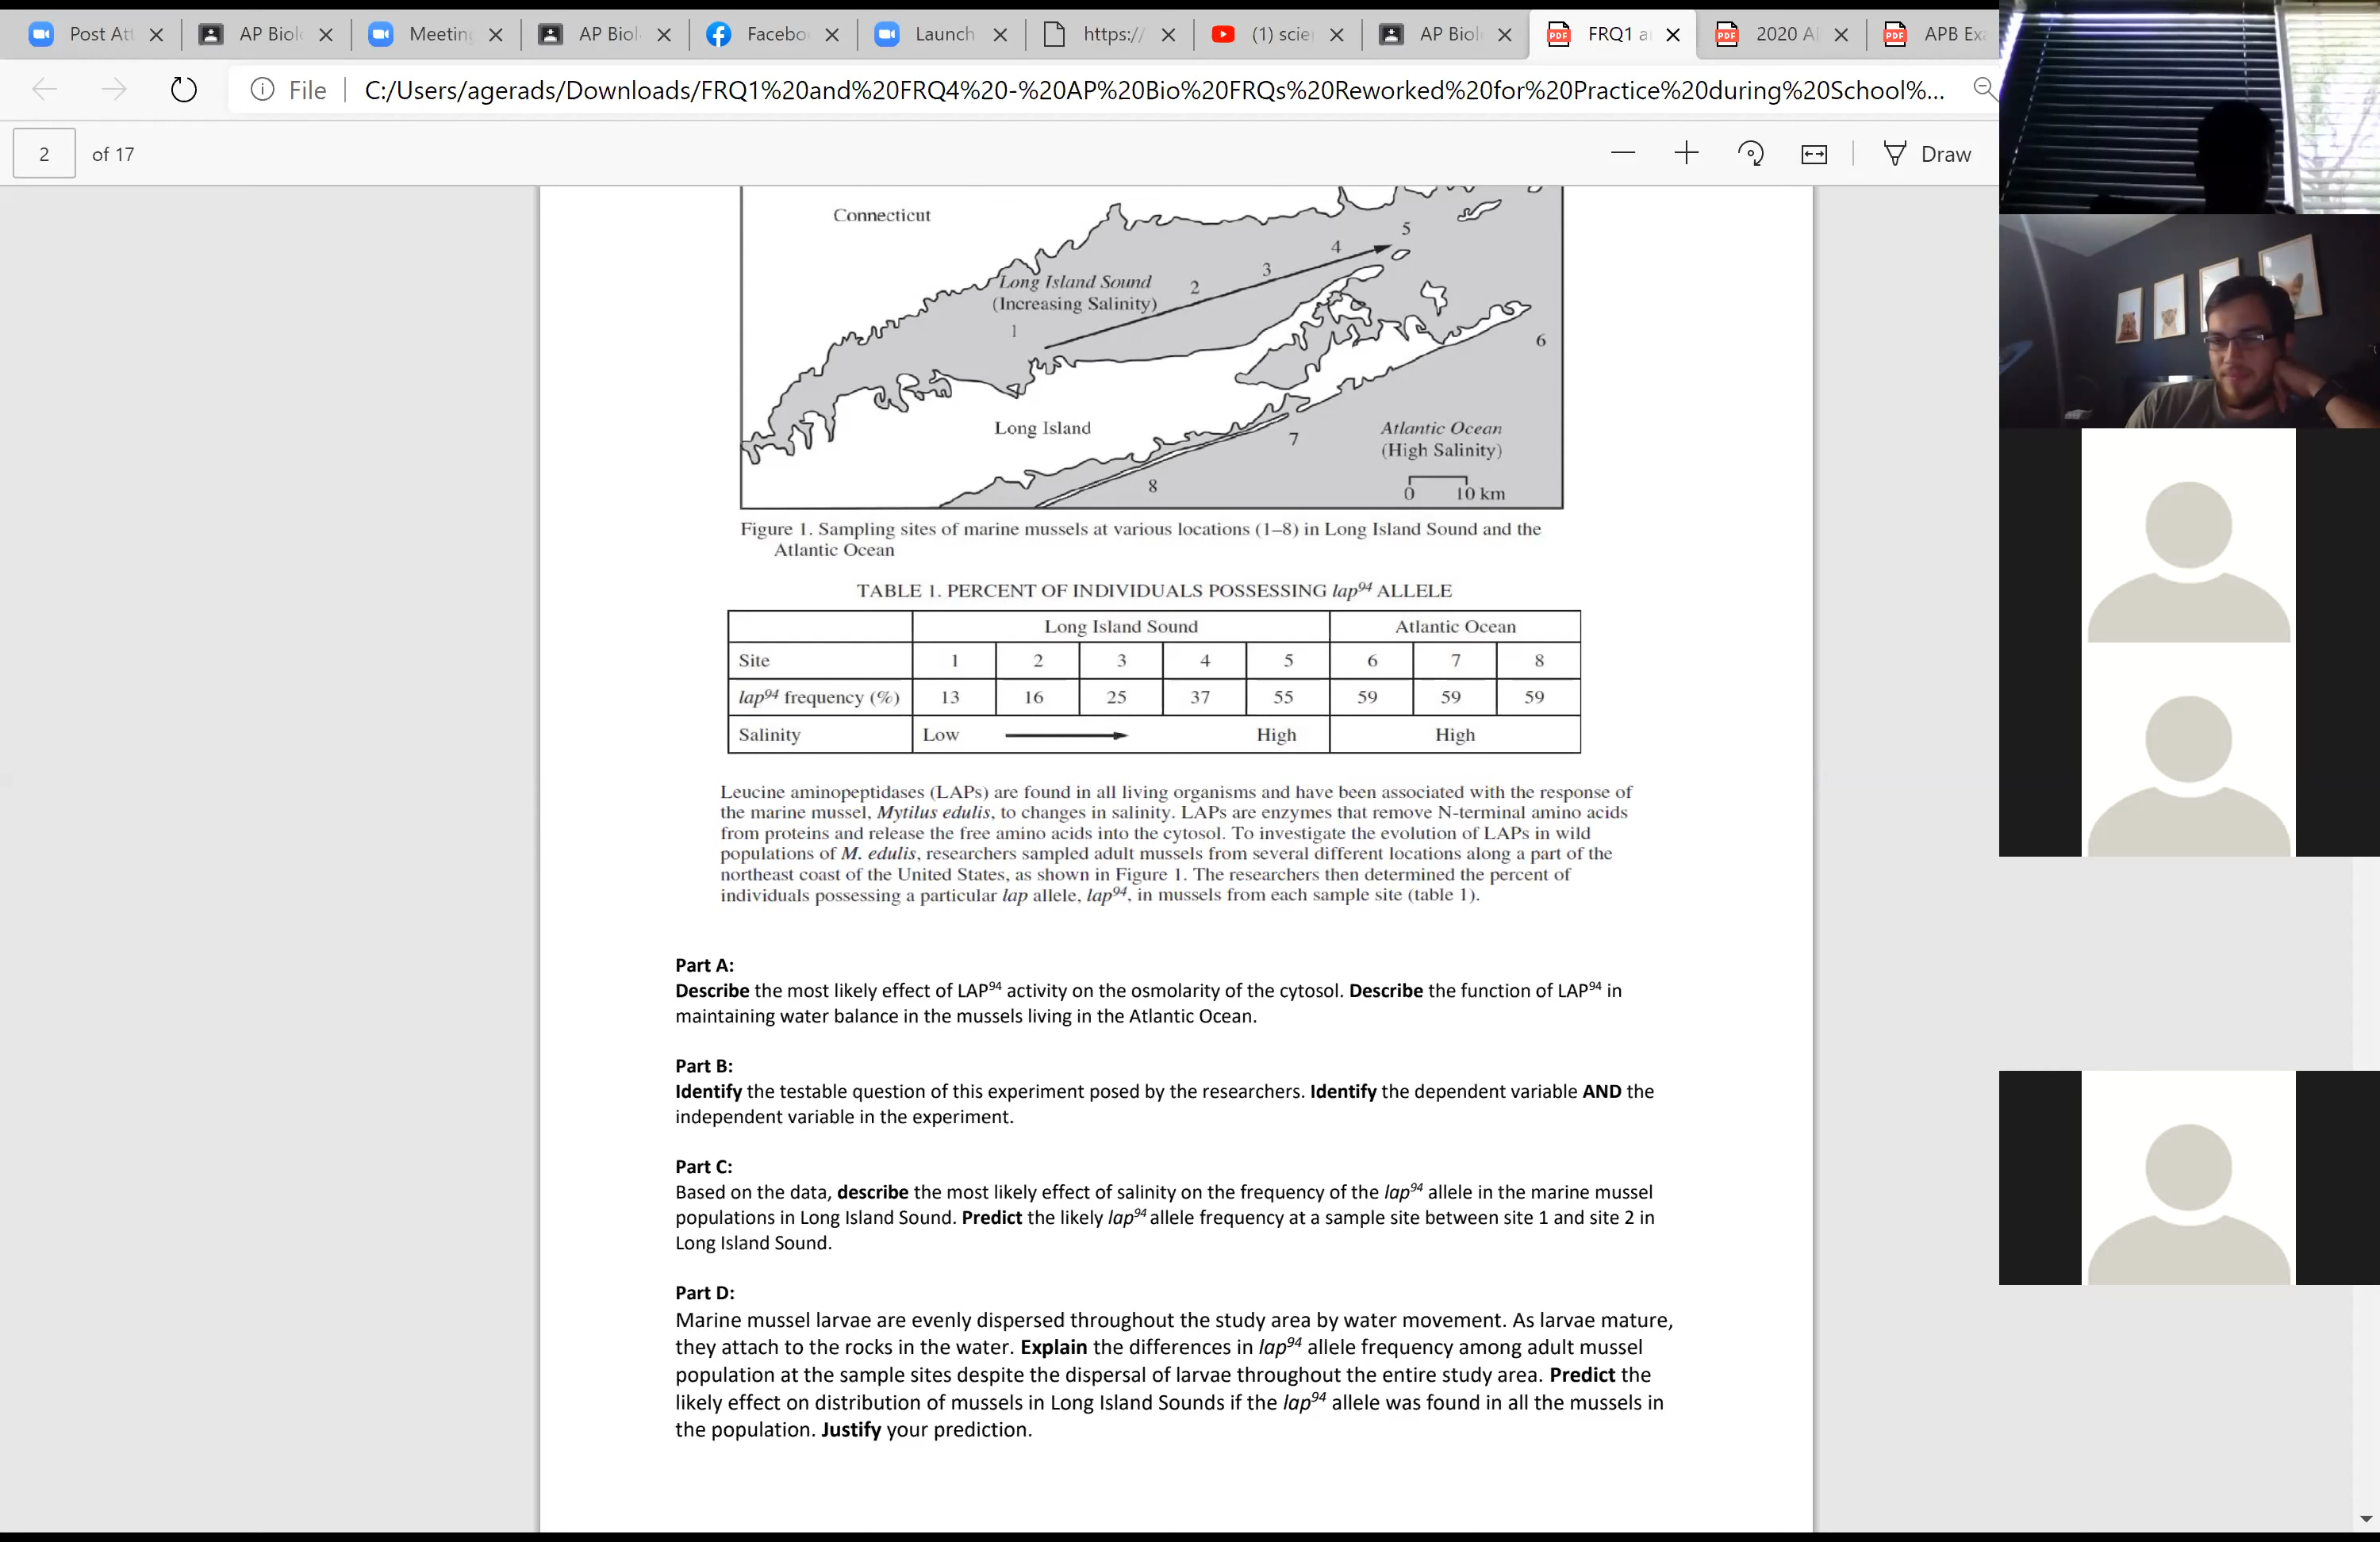 Post Att
AP Biolo
Meeting
AP Biol
Facebo
Launch
https://
(1) scie
AP Biol
FRQ1 a
2020 A
APB Ex
File
C:/Users/agerads/Downloads/FRQ1%20and%20FRQ4%20-%20AP%20Bio%20FRQs%20Reworked%20for%20Practice%20during%20School%...
2 of 17
Draw
Connecticut
5
4
3
Long Island Sound
2
(Increasing Salinity)
1
6
Long Island
Atlantic Ocean
7
(High Salinity)
8
0 10 km
Figure 1. Sampling sites of marine mussels at various locations (1–8) in Long Island Sound and the
Atlantic Ocean
TABLE 1. PERCENT OF INDIVIDUALS POSSESSING lap94 ALLELE
Long Island Sound Atlantic Ocean
Site 1 2 3 4 5 6 7 8
lap94 frequency (%) 13 16 25 37 55 59 59 59
Salinity Low High High
Leucine aminopeptidases (LAPs) are found in all living organisms and have been associated with the response of
the marine mussel, Mytilus edulis, to changes in salinity. LAPs are enzymes that remove N-terminal amino acids
from proteins and release the free amino acids into the cytosol. To investigate the evolution of LAPs in wild
populations of M. edulis, researchers sampled adult mussels from several different locations along a part of the
northeast coast of the United States, as shown in Figure 1. The researchers then determined the percent of
individuals possessing a particular lap allele, lap94, in mussels from each sample site (table 1).
Part A:
Describe the most likely effect of LAP94 activity on the osmolarity of the cytosol. Describe the function of LAP94 in
maintaining water balance in the mussels living in the Atlantic Ocean.
Part B:
Identify the testable question of this experiment posed by the researchers. Identify the dependent variable AND the
independent variable in the experiment.
Part C:
Based on the data, describe the most likely effect of salinity on the frequency of the lap94 allele in the marine mussel
populations in Long Island Sound. Predict the likely lap94 allele frequency at a sample site between site 1 and site 2 in
Long Island Sound.
Part D:
Marine mussel larvae are evenly dispersed throughout the study area by water movement. As larvae mature,
they attach to the rocks in the water. Explain the differences in lap94 allele frequency among adult mussel
population at the sample sites despite the dispersal of larvae throughout the entire study area. Predict the
likely effect on distribution of mussels in Long Island Sounds if the lap94 allele was found in all the mussels in
the population. Justify your prediction.